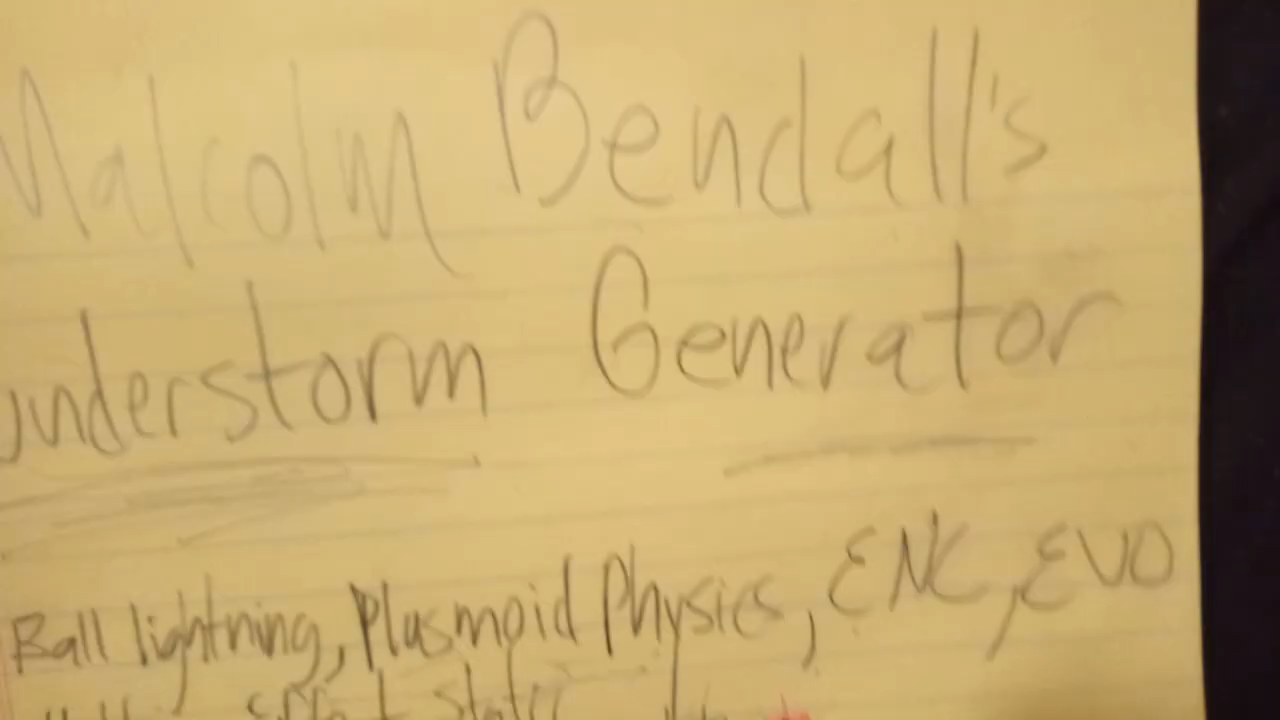 Malcolm Bendall's
understorm Generator
Ball lightning, Plasmoid Physics, ENC, EVO